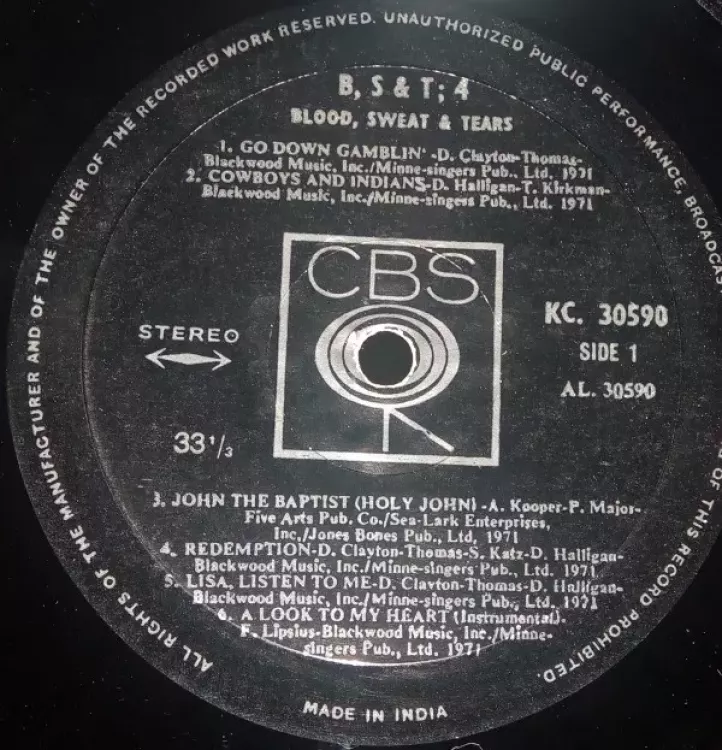 ALL RIGHTS OF THE MANUFACTURER AND OF THE OWNER OF THE RECORDED WORK RESERVED. UNAUTHORIZED PUBLIC PERFORMANCE, BROADCAST OF THIS RECORD PROHIBITED.
B, S & T; 4
BLOOD, SWEAT & TEARS
1. GO DOWN GAMBLIN' -D. Clayton-Thomas-
Blackwood Music, Inc./Minne-singers Pub., Ltd. 1971
2. COWBOYS AND INDIANS-D. Halligan-T. Kirkman-
Blackwood Music, Inc./Minne-singers Pub., Ltd. 1971
CBS
STEREO
33 1/3
KC. 30590
SIDE 1
AL. 30590
3. JOHN THE BAPTIST (HOLY JOHN) -A. Kooper-P. Major-
Five Arts Pub. Co./Sea-Lark Enterprises,
Inc./Jones Bones Pub., Ltd, 1971
4. REDEMPTION-D. Clayton-Thomas-S. Katz-D. Halligan-
Blackwood Music, Inc./Minne-singers Pub., Ltd. 1971
5. LISA, LISTEN TO ME-D. Clayton-Thomas-D. Halligan-
Blackwood Music, Inc./Minne-singers Pub., Ltd. 1971
6. A LOOK TO MY HEART (Instrumental)-
F. Lipsius-Blackwood Music, Inc./Minne-
singers Pub., Ltd. 1971
MADE IN INDIA